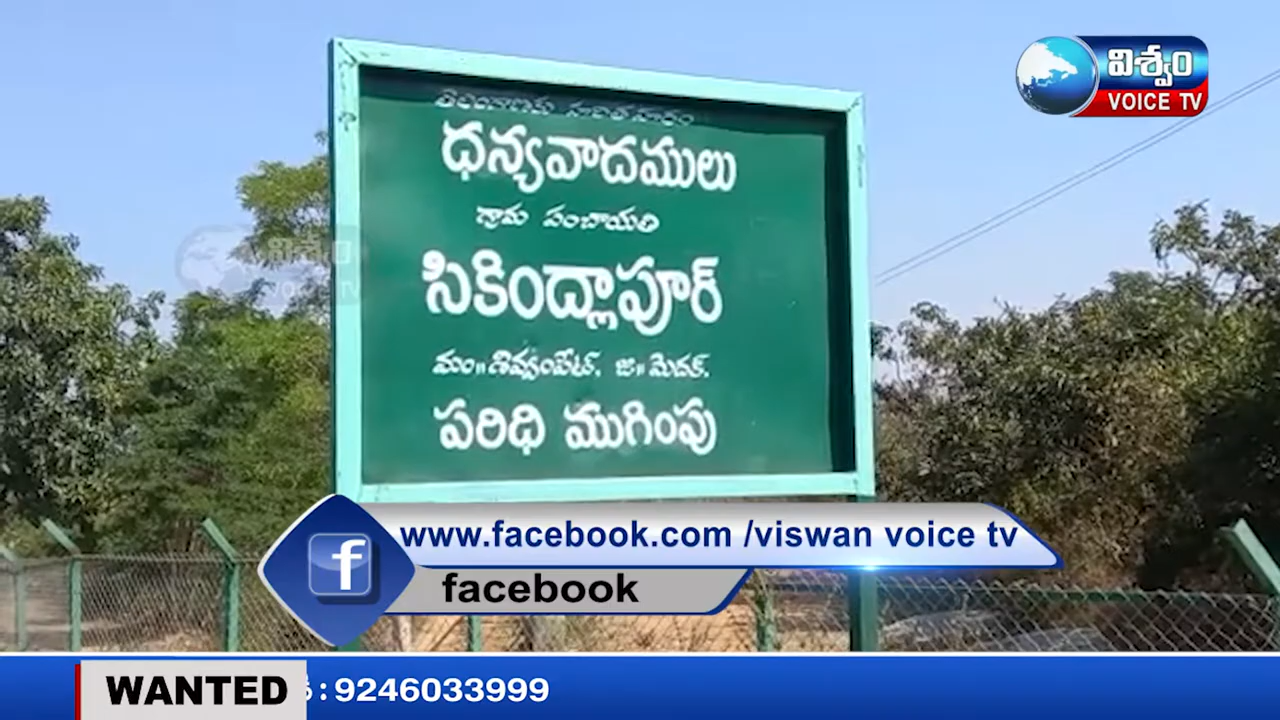 విశ్వం
VOICE TV
తెలంగాణ
ధన్యవాదములు
గ్రామ పంచాయతి
సికింద్లాపూర్
మం॥ శివ్వంపేట్. జి॥ మెదక్.
పరిధి ముగింపు
www.facebook.com /viswan voice tv
facebook
WANTED : 9246033999